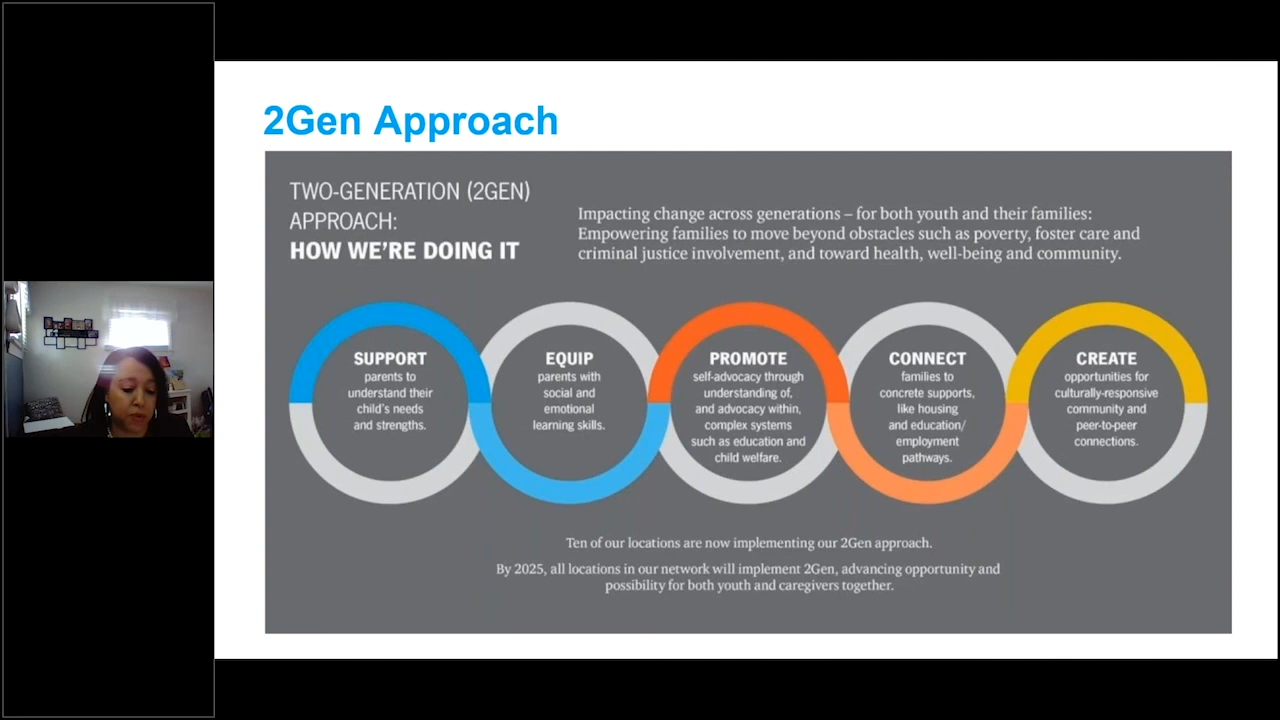 2Gen Approach
TWO-GENERATION (2GEN)
APPROACH:
HOW WE'RE DOING IT
Impacting change across generations – for both youth and their families:
Empowering families to move beyond obstacles such as poverty, foster care and
criminal justice involvement, and toward health, well-being and community.
SUPPORT
parents to
understand their
child's needs
and strengths.
EQUIP
parents with
social and
emotional
learning skills.
PROMOTE
self-advocacy through
understanding of,
and advocacy within,
complex systems
such as education and
child welfare.
CONNECT
families to
concrete supports,
like housing
and education/
employment
pathways.
CREATE
opportunities for
culturally-responsive
community and
peer-to-peer
connections.
Ten of our locations are now implementing our 2Gen approach.
By 2025, all locations in our network will implement 2Gen, advancing opportunity and
possibility for both youth and caregivers together.